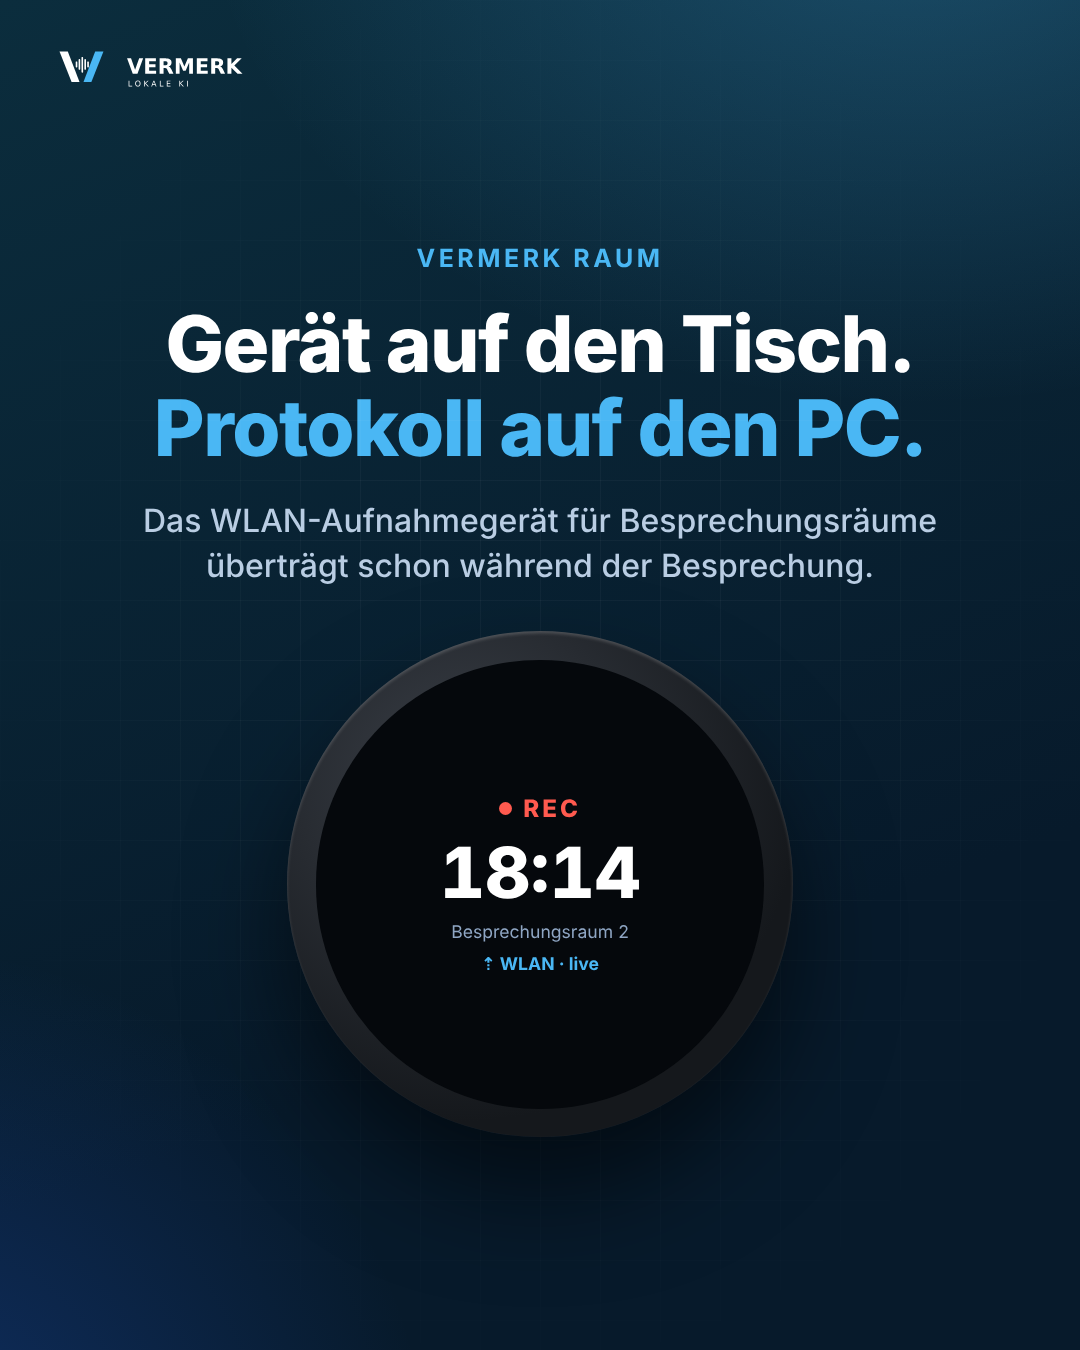 VERMERK
LOKALE KI
VERMERK RAUM
Gerät auf den Tisch.
Protokoll auf den PC.
Das WLAN-Aufnahmegerät für Besprechungsräume
überträgt schon während der Besprechung.
● REC
18:14
Besprechungsraum 2
⇡ WLAN · live